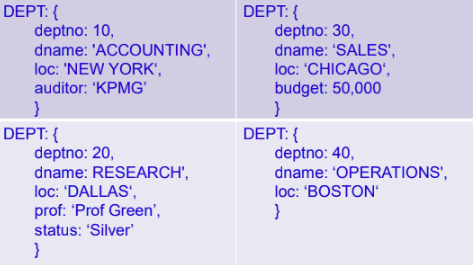 DEPT: {
deptno: 10,
dname: 'ACCOUNTING',
loc: 'NEW YORK‘,
auditor: ‘KPMG’
}
DEPT: {
deptno: 30,
dname: ‘SALES’,
loc: ‘CHICAGO‘,
budget: 50,000
}
DEPT: {
deptno: 20,
dname: RESEARCH',
loc: ‘DALLAS‘,
prof: ‘Prof Green’,
status: ‘Silver’
}
DEPT: {
deptno: 40,
dname: ‘OPERATIONS',
loc: ‘BOSTON‘
}